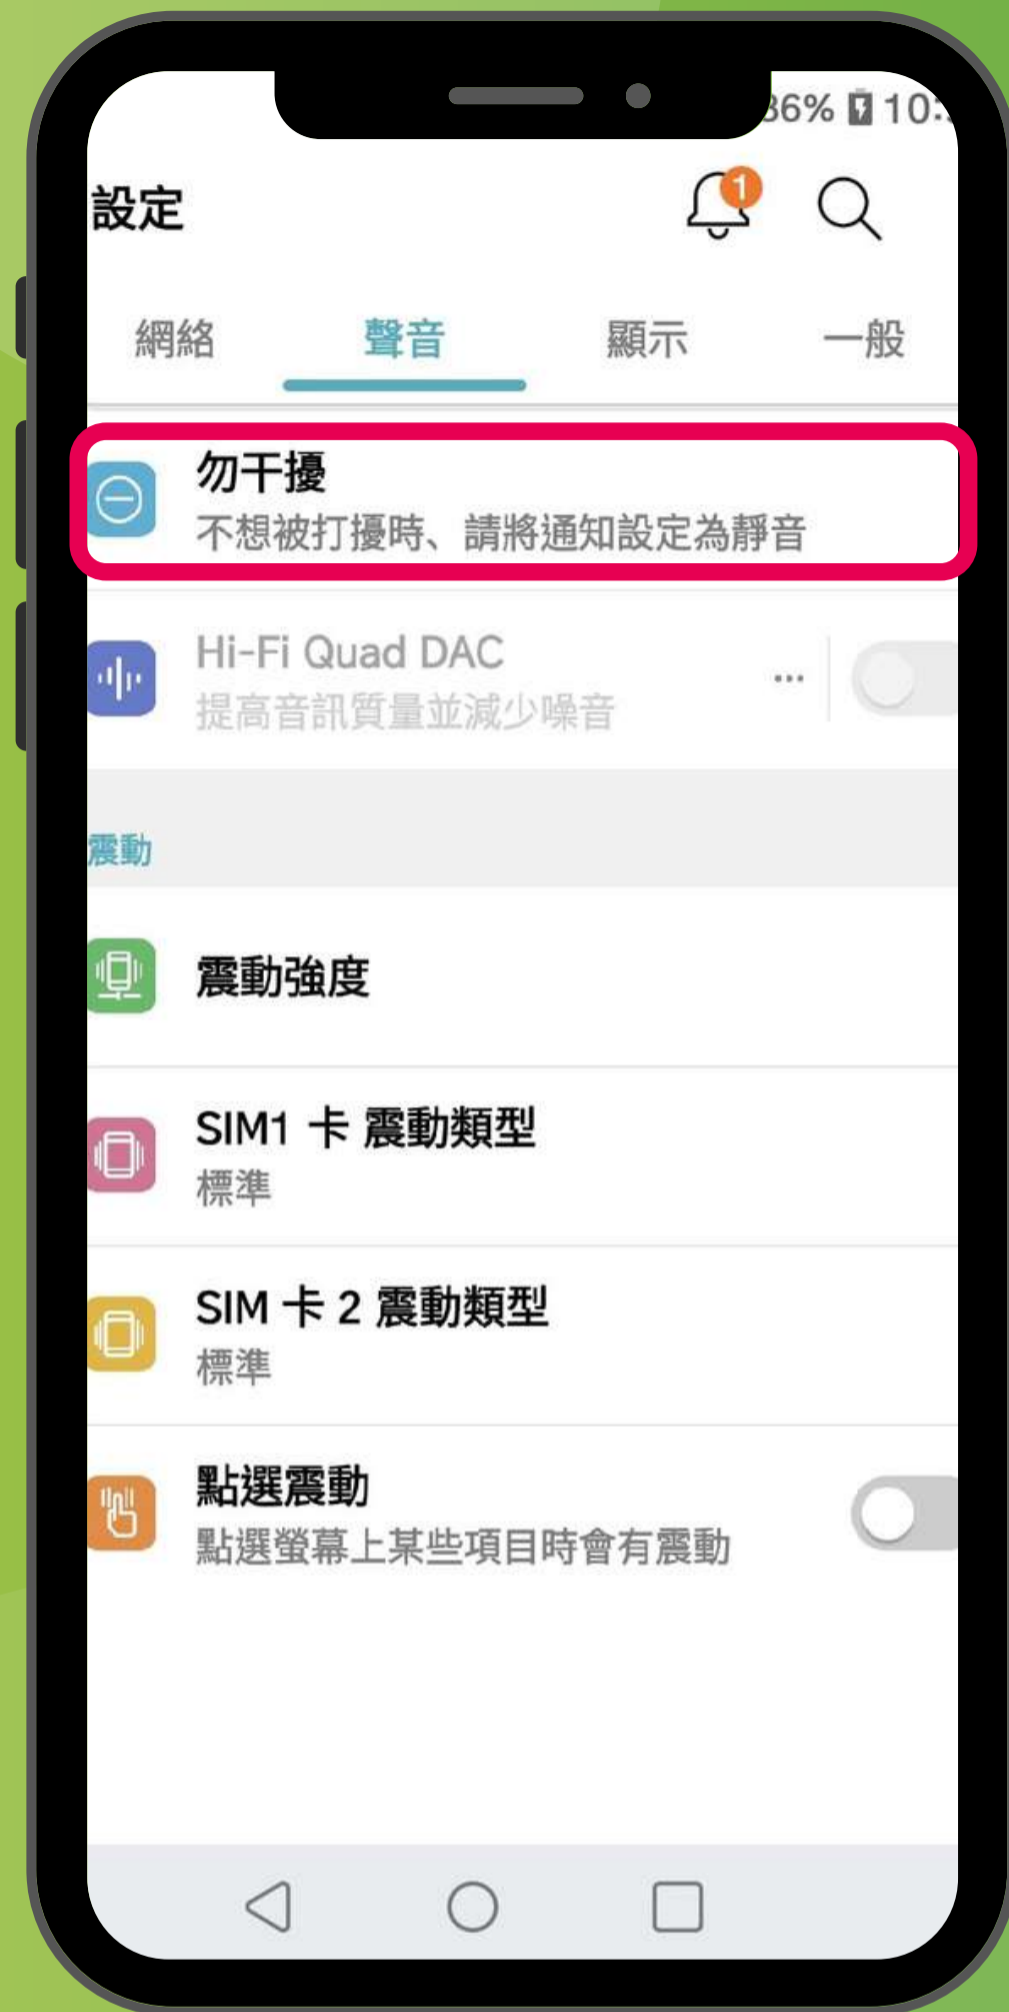 設定
1
網絡 聲音 顯示 一般
勿干擾
不想被打擾時、請將通知設定為靜音
Hi-Fi Quad DAC
提高音訊質量並減少噪音
震動
震動強度
SIM1 卡 震動類型
標準
SIM 卡 2 震動類型
標準
點選震動
點選螢幕上某些項目時會有震動